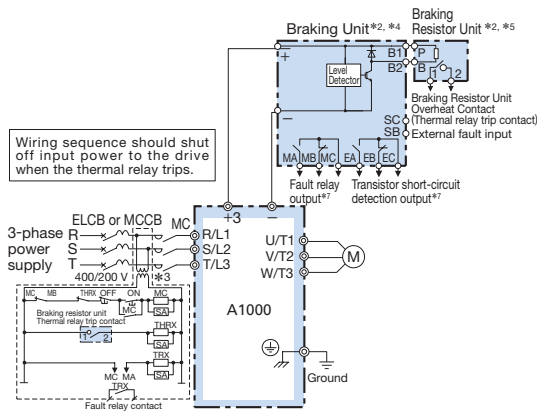 Braking Unit*2, *4
Braking
Resistor Unit *2, *5
+
B1
P
B2
B
Level
Detector
1 2
Braking Resistor Unit
Overheat Contact
(Thermal relay trip contact)
SC
SB
External fault input
−
MA MB MC EA EB EC
Fault relay
output*7
Transistor short-circuit
detection output*7
Wiring sequence should shut
off input power to the drive
when the thermal relay trips.
+3 −
ELCB or MCCB MC
3-phase
power
supply
R
S
T
R/L1
S/L2
T/L3
400/200 V *3
U/T1
V/T2
W/T3
M
A1000
MC MB THRX OFF ON MC
MC
SA
Braking resistor unit
Thermal relay trip contact
1 2
THRX
SA
TRX
SA
MC MA
TRX
Fault relay contact
Ground